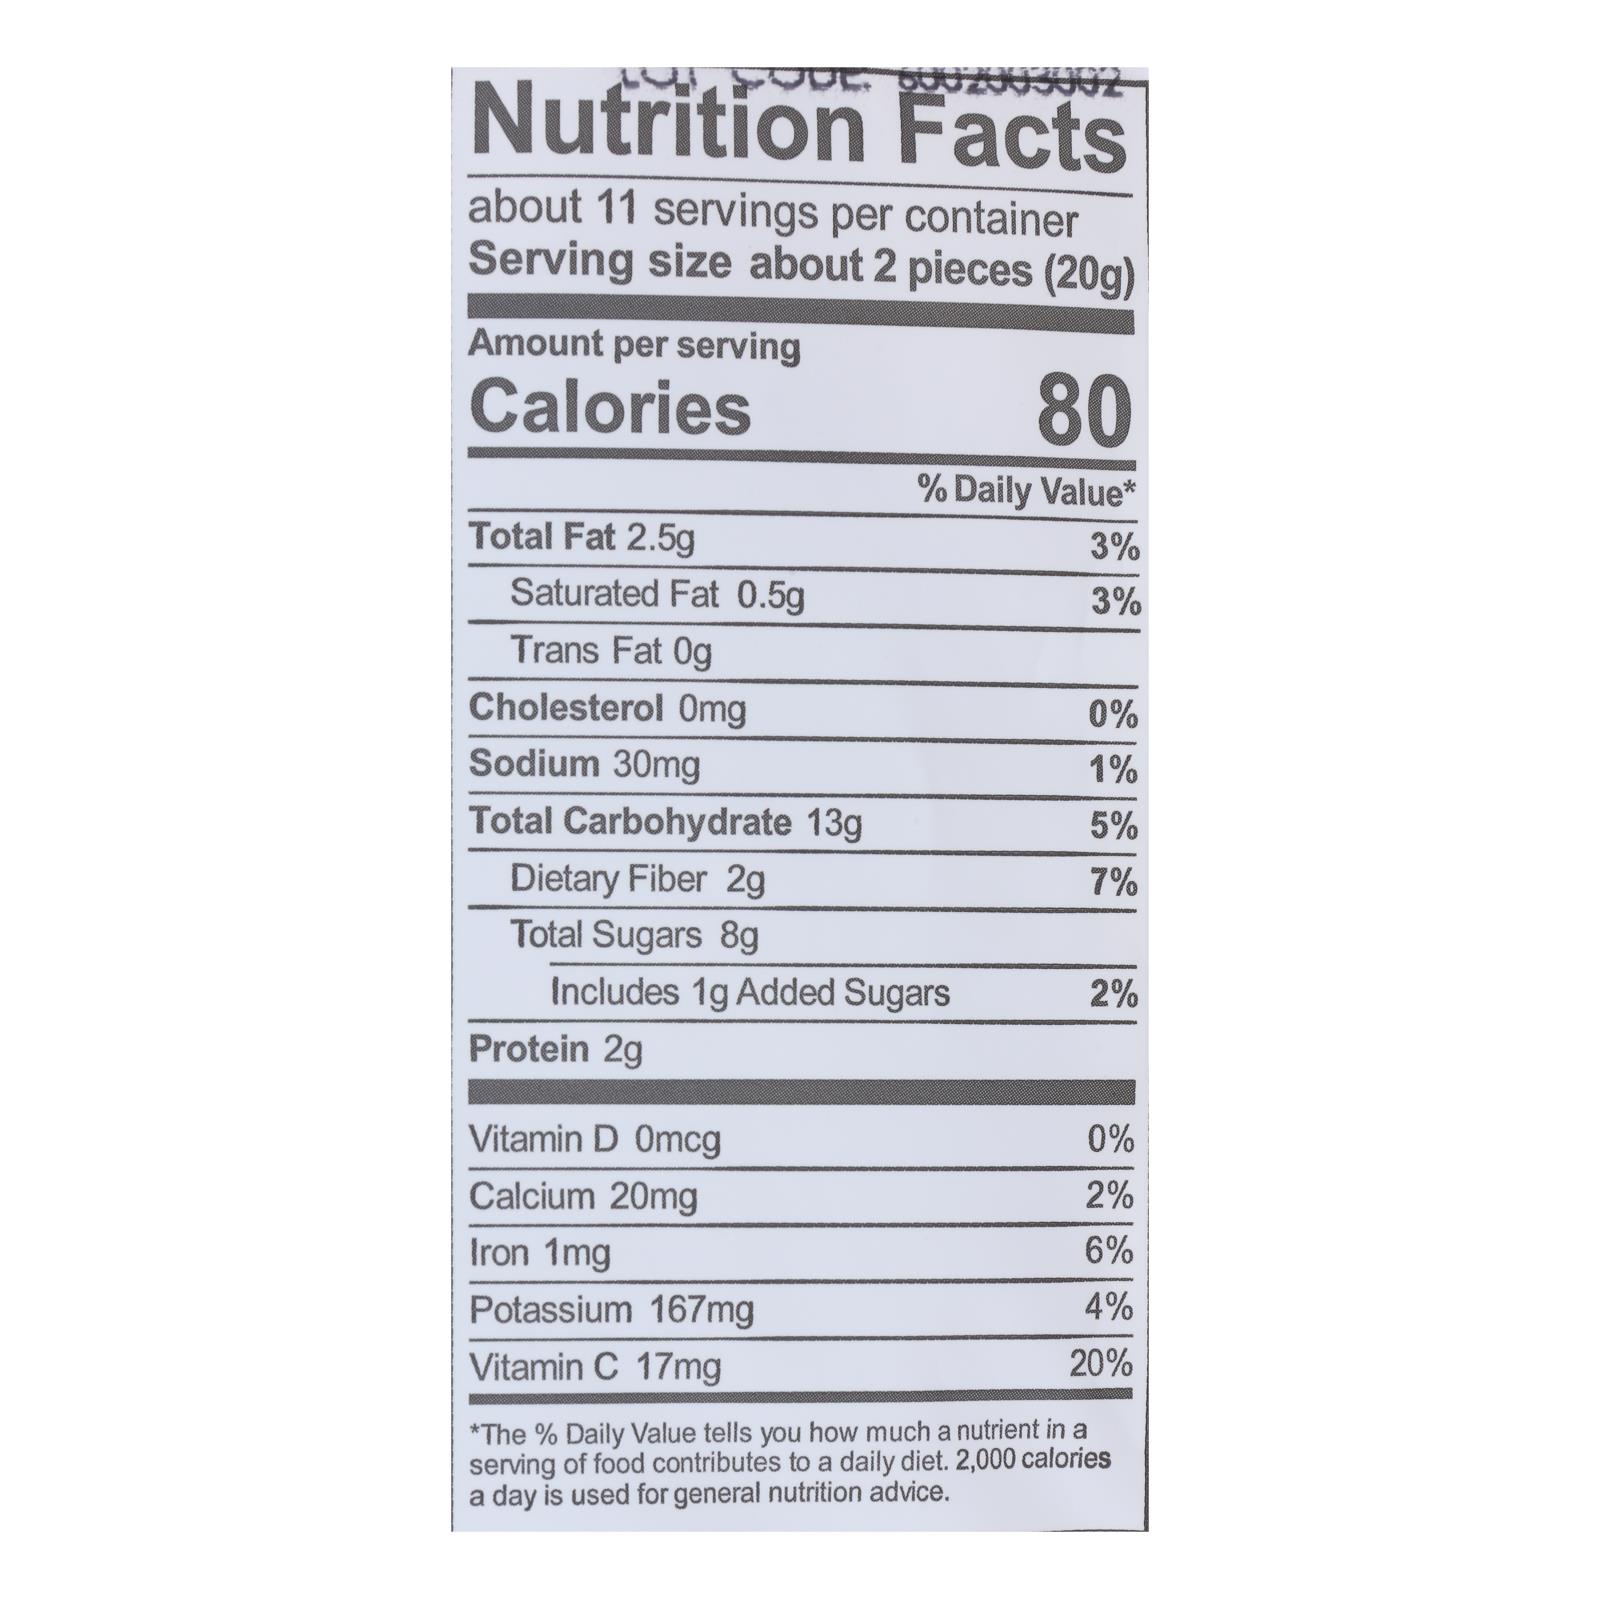 Nutrition Facts
about 11 servings per container
Serving size about 2 pieces (20g)
Amount per serving
Calories 80
% Daily Value*
Total Fat 2.5g 3%
Saturated Fat 0.5g 3%
Trans Fat 0g
Cholesterol 0mg 0%
Sodium 30mg 1%
Total Carbohydrate 13g 5%
Dietary Fiber 2g 7%
Total Sugars 8g
Includes 1g Added Sugars 2%
Protein 2g
Vitamin D 0mcg 0%
Calcium 20mg 2%
Iron 1mg 6%
Potassium 167mg 4%
Vitamin C 17mg 20%
*The % Daily Value tells you how much a nutrient in a
serving of food contributes to a daily diet. 2,000 calories
a day is used for general nutrition advice.